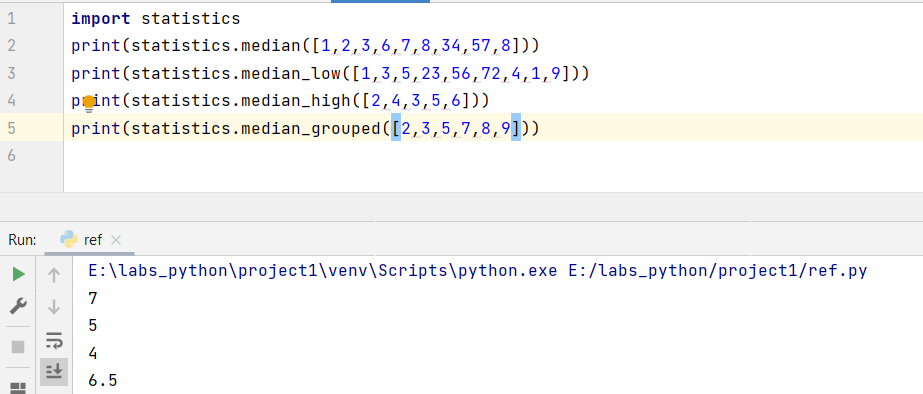 1 import statistics
2 print(statistics.median([1,2,3,6,7,8,34,57,8]))
3 print(statistics.median_low([1,3,5,23,56,72,4,1,9]))
4 print(statistics.median_high([2,4,3,5,6]))
5 print(statistics.median_grouped([2,3,5,7,8,9]))
6
Run: ref
E:\labs_python\project1\venv\Scripts\python.exe E:/labs_python/project1/ref.py
7
5
4
6.5